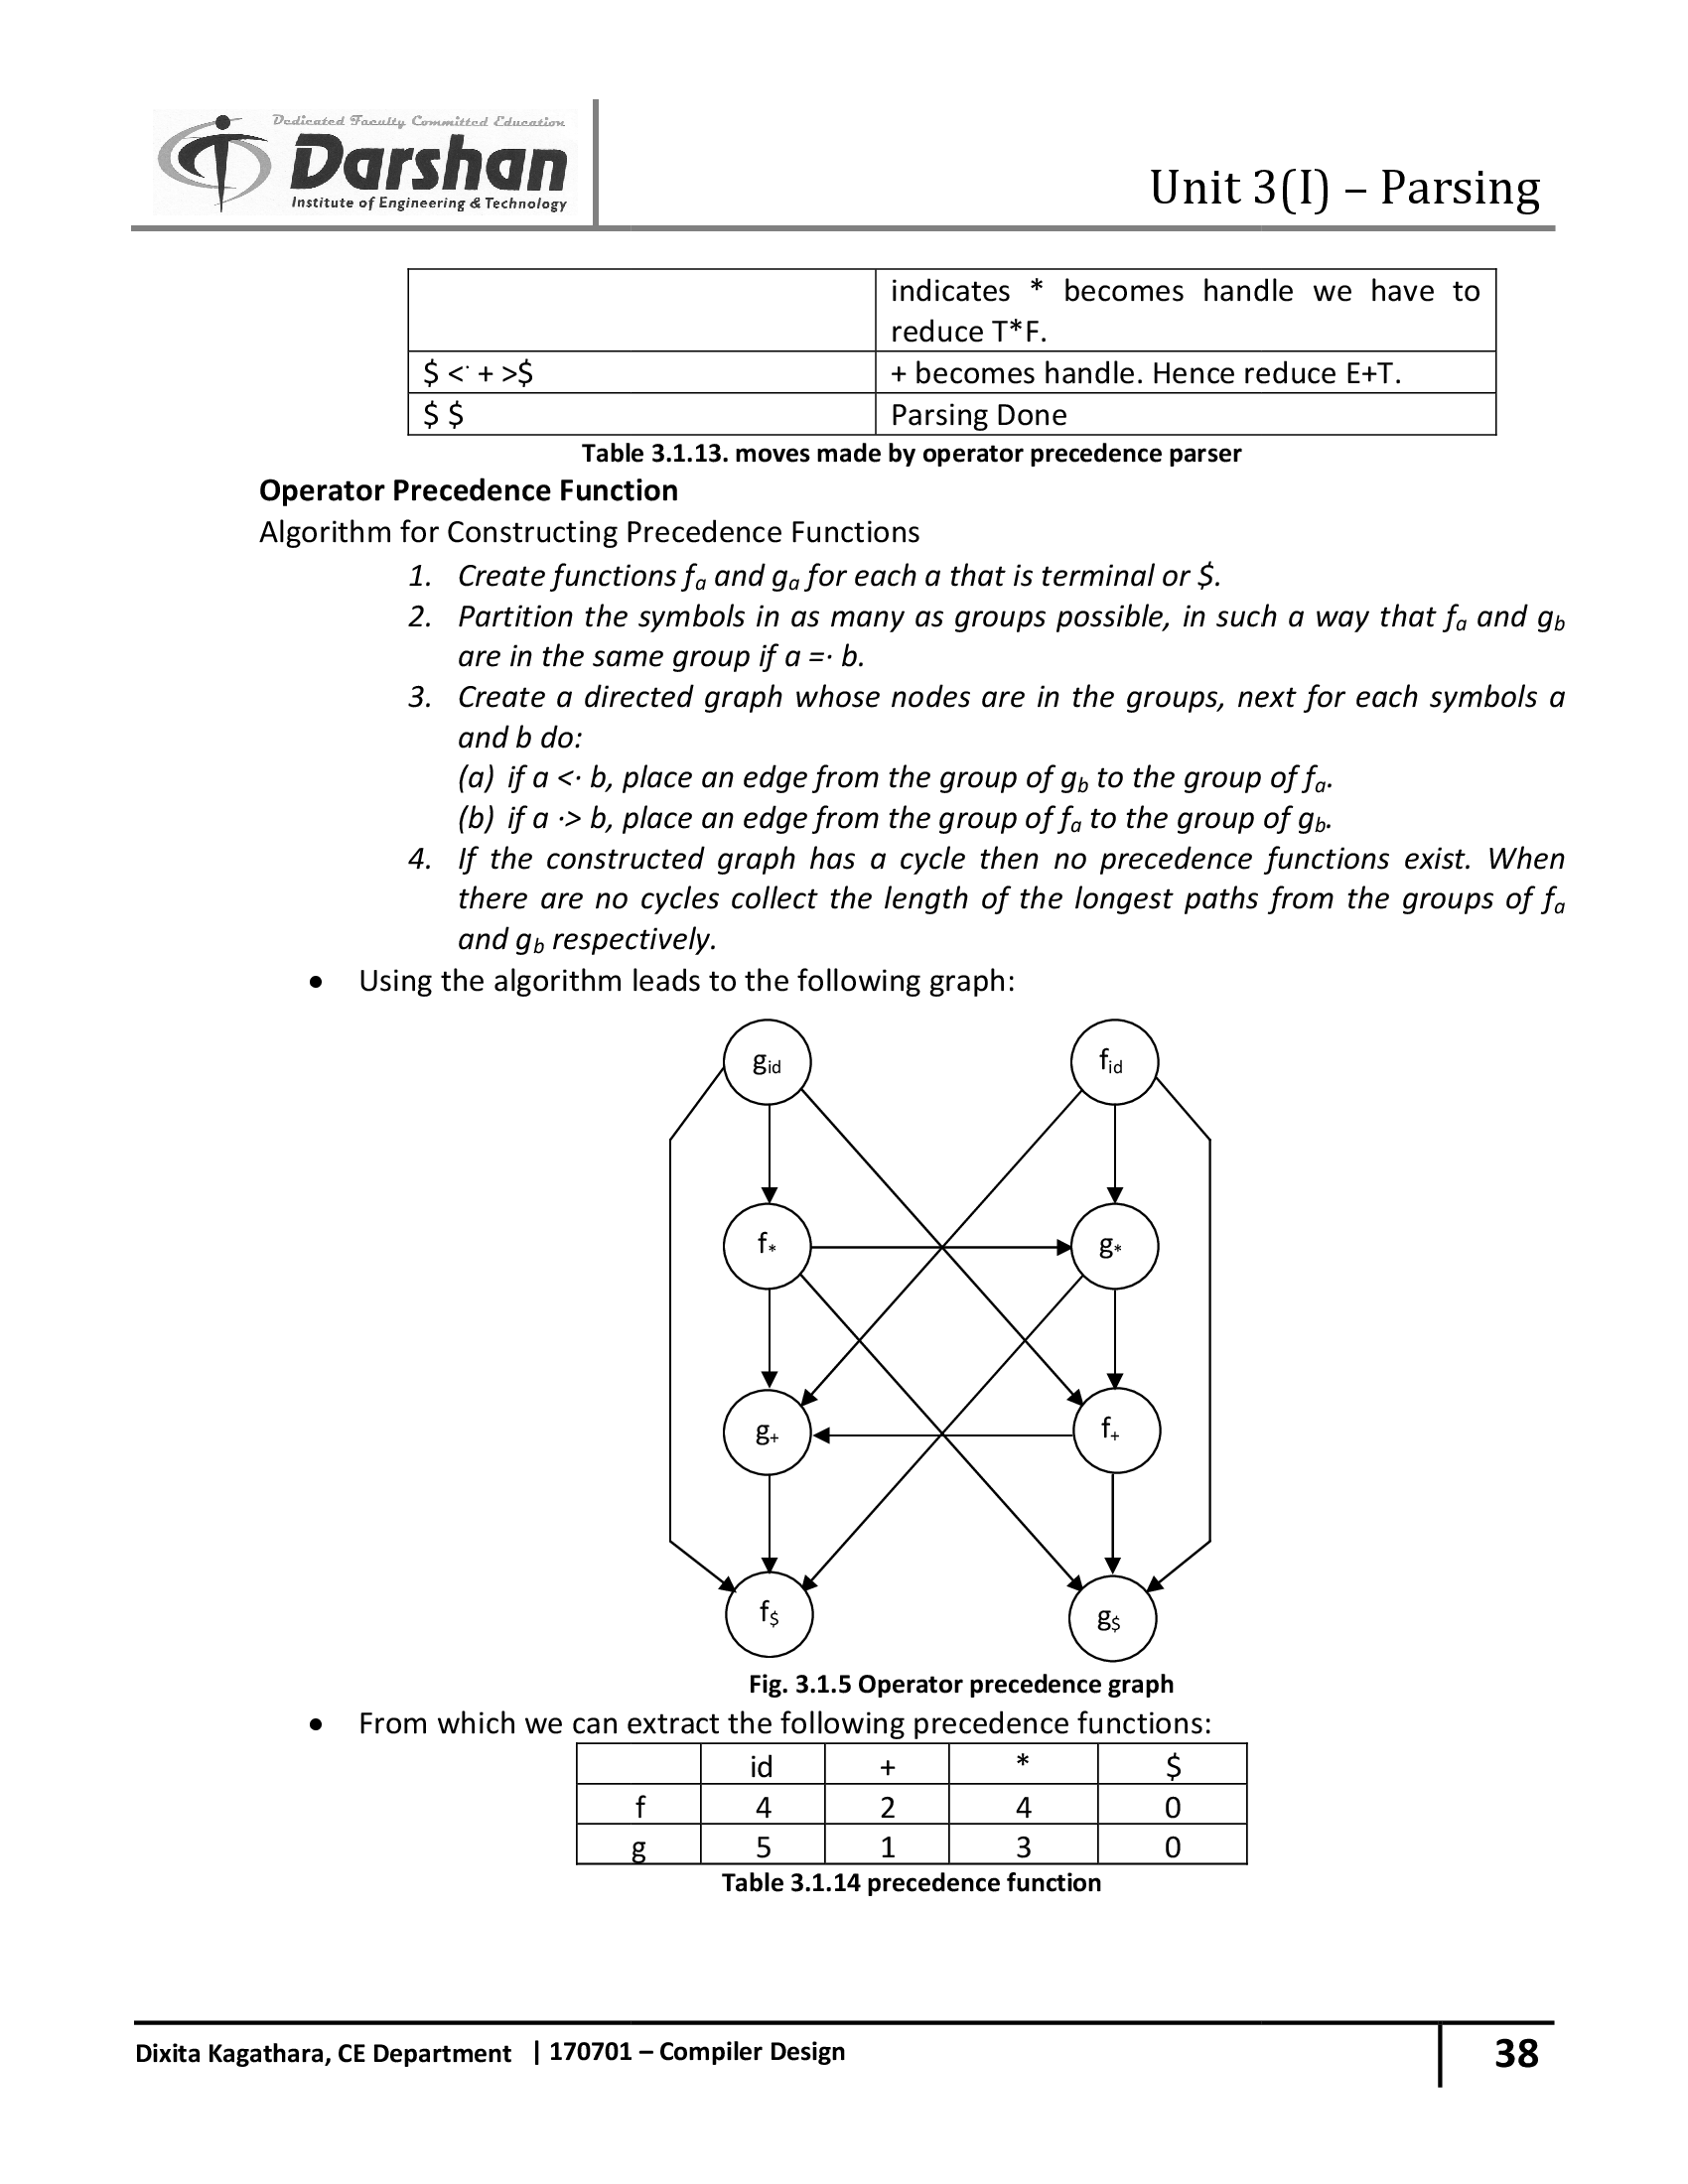 Dedicated Faculty Committed Education
Darshan
Institute of Engineering & Technology
Unit 3(I) – Parsing
indicates * becomes handle we have to
reduce T*F.
$ <· + >$ + becomes handle. Hence reduce E+T.
$ $ Parsing Done
Table 3.1.13. moves made by operator precedence parser
Operator Precedence Function
Algorithm for Constructing Precedence Functions
1. Create functions fa and ga for each a that is terminal or $.
2. Partition the symbols in as many as groups possible, in such a way that fa and gb
are in the same group if a =· b.
3. Create a directed graph whose nodes are in the groups, next for each symbols a
and b do:
(a) if a <· b, place an edge from the group of gb to the group of fa.
(b) if a ·> b, place an edge from the group of fa to the group of gb.
4. If the constructed graph has a cycle then no precedence functions exist. When
there are no cycles collect the length of the longest paths from the groups of fa
and gb respectively.
• Using the algorithm leads to the following graph:
gid fid
f* g*
g+ f+
f$ g$
Fig. 3.1.5 Operator precedence graph
• From which we can extract the following precedence functions:
id + * $
f 4 2 4 0
g 5 1 3 0
Table 3.1.14 precedence function
Dixita Kagathara, CE Department | 170701 – Compiler Design 38